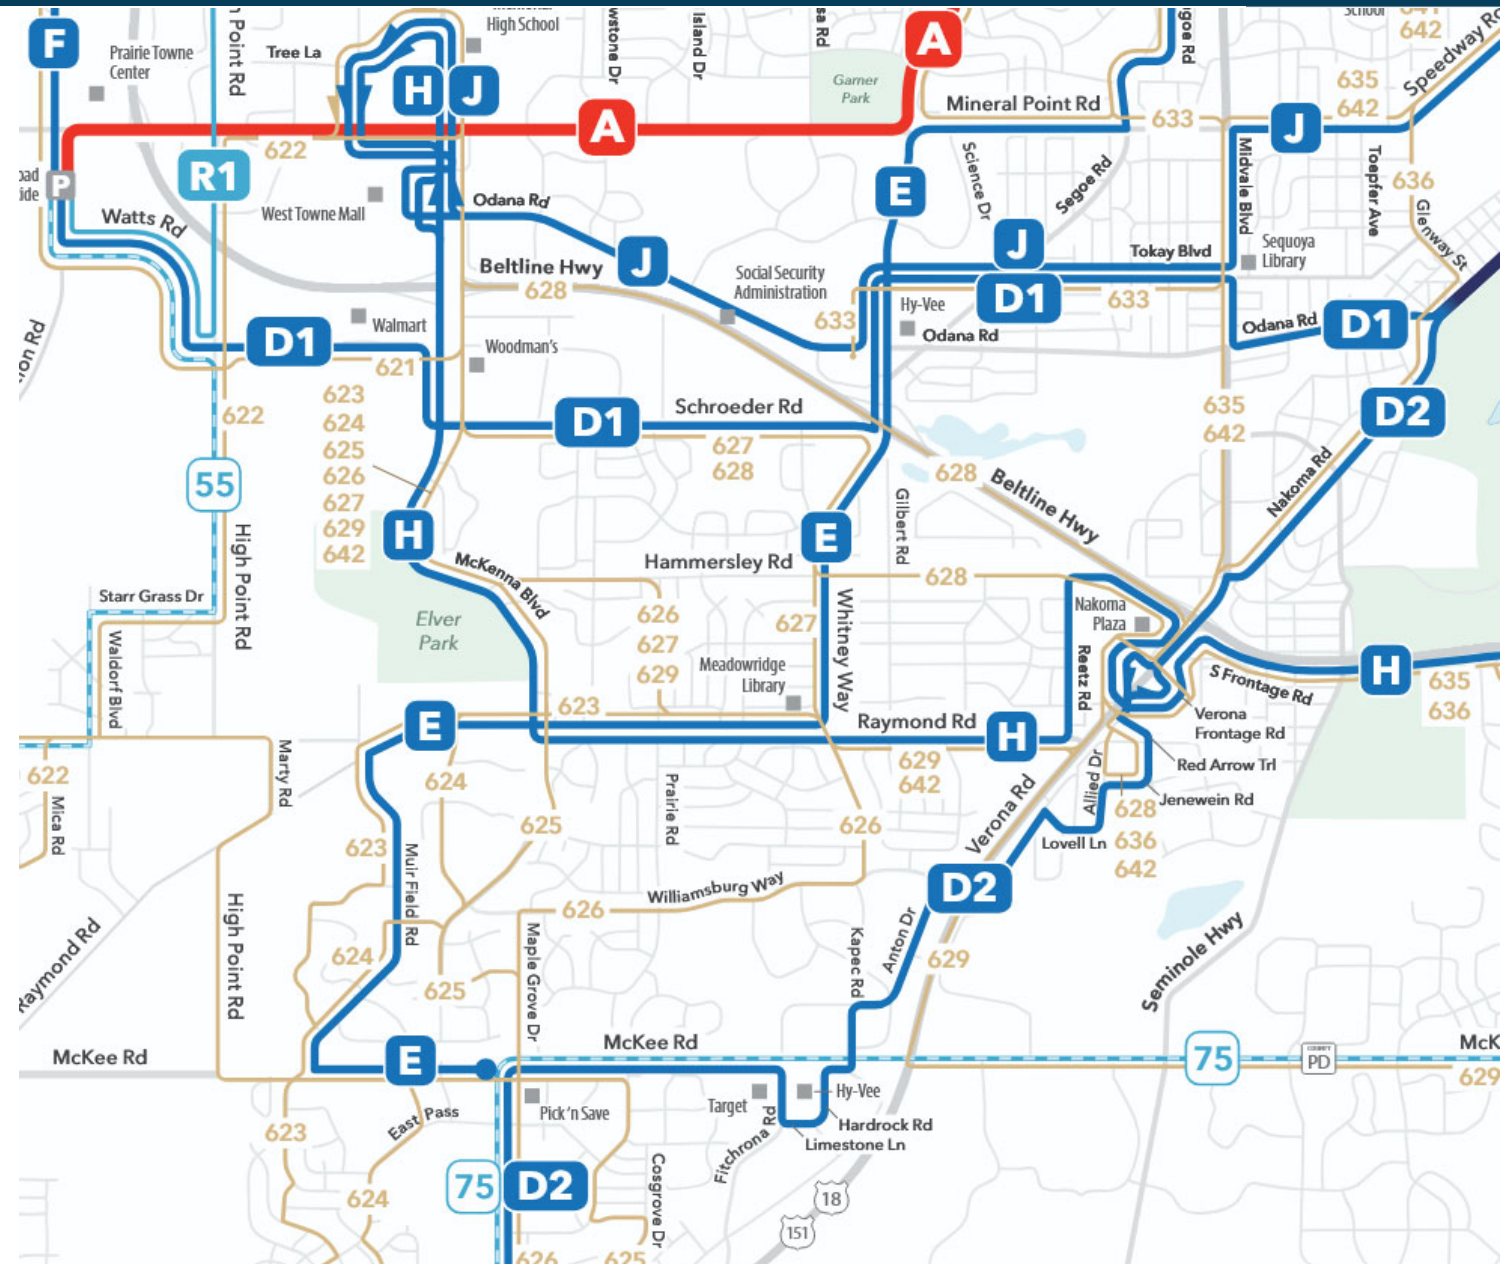 F
Prairie Towne
Center
Point Rd
Tree La
High School
Island Dr
A
642
Speedway Rd
H
J
Garner
Park
635
642
Mineral Point Rd
633
J
A
622
R1
P
E
Science Dr
Segoe Rd
Midvale Blvd
Toepfer Ave
636
Glenway St
West Towne Mall
Odana Rd
Watts Rd
J
J
Tokay Blvd
Sequoya
Library
Beltline Hwy
628
Social Security
Administration
D1
633
633
Hy-Vee
Odana Rd
Odana Rd
D1
Walmart
D1
Woodman's
621
623
624
625
626
627
629
642
622
D1
Schroeder Rd
627
628
635
642
D2
628
Beltline Hwy
Nakoma Rd
55
High Point Rd
H
E
Gilbert Rd
McKenna Blvd
Hammersley Rd
628
Starr Grass Dr
Waldorf Blvd
Elver
Park
626
627
629
627
Whitney Way
Nakoma
Plaza
Reetz Rd
Meadowridge
Library
H
S Frontage Rd
635
636
E
623
Raymond Rd
H
Verona
Frontage Rd
622
Mica Rd
Marty Rd
624
629
642
Red Arrow Trl
Allied Dr
Jenewein Rd
628
636
642
Prairie Rd
Verona Rd
Lovell Ln
623
Muir Field Rd
625
626
Williamsburg Way
626
D2
Raymond Rd
High Point Rd
Maple Grove Dr
Kapec Rd
Anton Dr
629
Seminole Hwy
624
625
McKee Rd
E
McKee Rd
75
COUNTY
PD
McK
629
Pick 'n Save
Target
Fitchrona Rd
Hy-Vee
Hardrock Rd
Limestone Ln
623
East Pass
75
D2
Cosgrove Dr
624
18
151
626
625